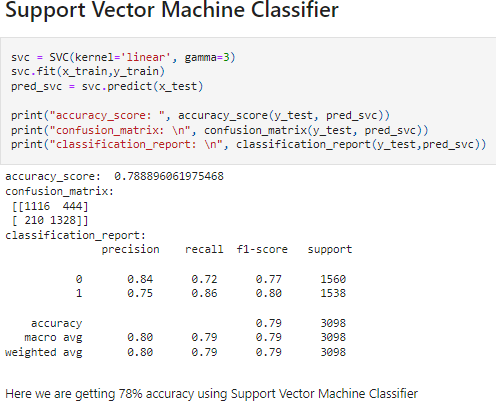 Support Vector Machine Classifier
svc = SVC(kernel='linear', gamma=3)
svc.fit(x_train,y_train)
pred_svc = svc.predict(x_test)
print("accuracy_score: ", accuracy_score(y_test, pred_svc))
print("confusion_matrix: \n", confusion_matrix(y_test, pred_svc))
print("classification_report: \n", classification_report(y_test,pred_svc))
accuracy_score:  0.788896061975468
confusion_matrix:
[[1116  444]
[ 210 1328]]
classification_report:
precision    recall  f1-score   support
0       0.84      0.72      0.77      1560
1       0.75      0.86      0.80      1538
accuracy                           0.79      3098
macro avg       0.80      0.79      0.79      3098
weighted avg       0.80      0.79      0.79      3098
Here we are getting 78% accuracy using Support Vector Machine Classifier